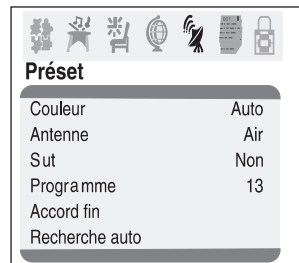 Préset
Couleur Auto
Antenne Air
Sut Non
Programme 13
Accord fin
Recherche auto